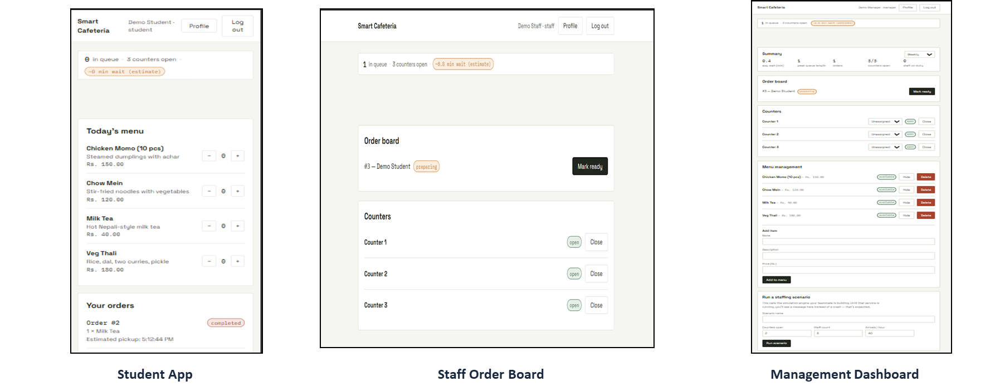 Smart
Cafeteria
Demo Student ·
student
Profile
Log
out
0 in queue · 3 counters open ·
~0 min wait (estimate)
Today's menu
Chicken Momo (10 pcs)
Steamed dumplings with achar
Rs. 150.00
− 0 +
Chow Mein
Stir-fried noodles with vegetables
Rs. 120.00
− 0 +
Milk Tea
Hot Nepali-style milk tea
Rs. 40.00
− 0 +
Veg Thali
Rice, dal, two curries, pickle
Rs. 180.00
− 0 +
Your orders
Order #2
completed
1 × Milk Tea
Estimated pickup: 5:12:44 PM
Student App
Smart Cafeteria
Demo Staff · staff
Profile
Log out
1 in queue · 3 counters open · ~0.8 min wait (estimate)
Order board
#3 — Demo Student preparing
Mark ready
Counters
Counter 1 open Close
Counter 2 open Close
Counter 3 open Close
Staff Order Board
Smart Cafeteria
Demo Manager · manager
Profile
Log out
1 in queue · 3 counters open · ~0.8 min wait (estimate)
Summary
Weekly
0.4 1 1 3/3 0
avg. wait (min) peak queue length orders counters open staff on duty
Order board
#3 — Demo Student preparing
Mark ready
Counters
Counter 1 Unassigned open Close
Counter 2 Unassigned open Close
Counter 3 Unassigned open Close
Menu management
Chicken Momo (10 pcs) — Rs. 150.00 available Hide Delete
Chow Mein — Rs. 120.00 available Hide Delete
Milk Tea — Rs. 40.00 available Hide Delete
Veg Thali — Rs. 180.00 available Hide Delete
Add item
Name
Description
Price (Rs.)
Add to menu
Run a staffing scenario
This calls the simulation engine your teammate is building. Until that service is
running, you'll see a message here instead of a crash — that's expected.
Scenario name
Counters open Staff count Arrivals / hour
2 3 40
Run scenario
Management Dashboard